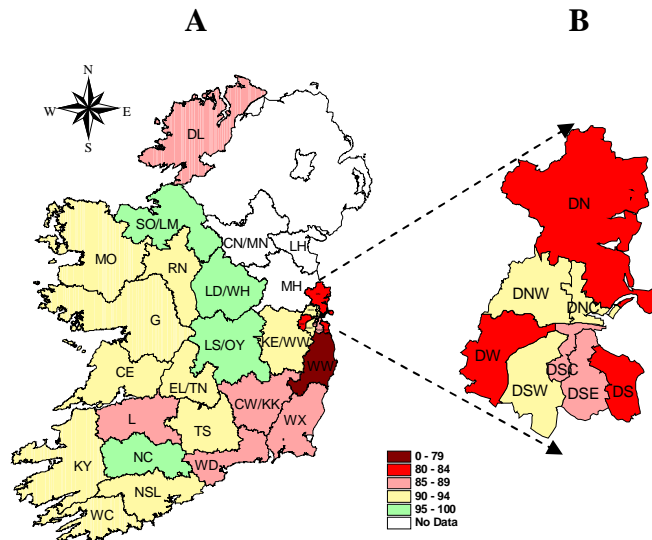 A
B
N
W
E
S
DL
SO/LM
CN/MN
LH
MO
RN
LD/WH
MH
G
LS/OY
KE/WW
WW
CE
EL/TN
CW/KK
L
TS
WX
KY
NC
WD
NSL
WC
DN
DNW
DNC
DW
DSC
DSW
DSE
DS
0 - 79
80 - 84
85 - 89
90 - 94
95 - 100
No Data